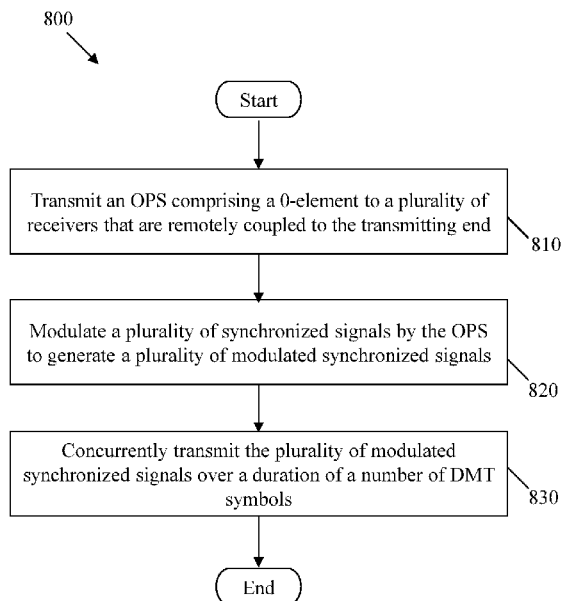 800
Start
Transmit an OPS comprising a 0-element to a plurality of
receivers that are remotely coupled to the transmitting end
810
Modulate a plurality of synchronized signals by the OPS
to generate a plurality of modulated synchronized signals
820
Concurrently transmit the plurality of modulated
synchronized signals over a duration of a number of DMT
symbols
830
End